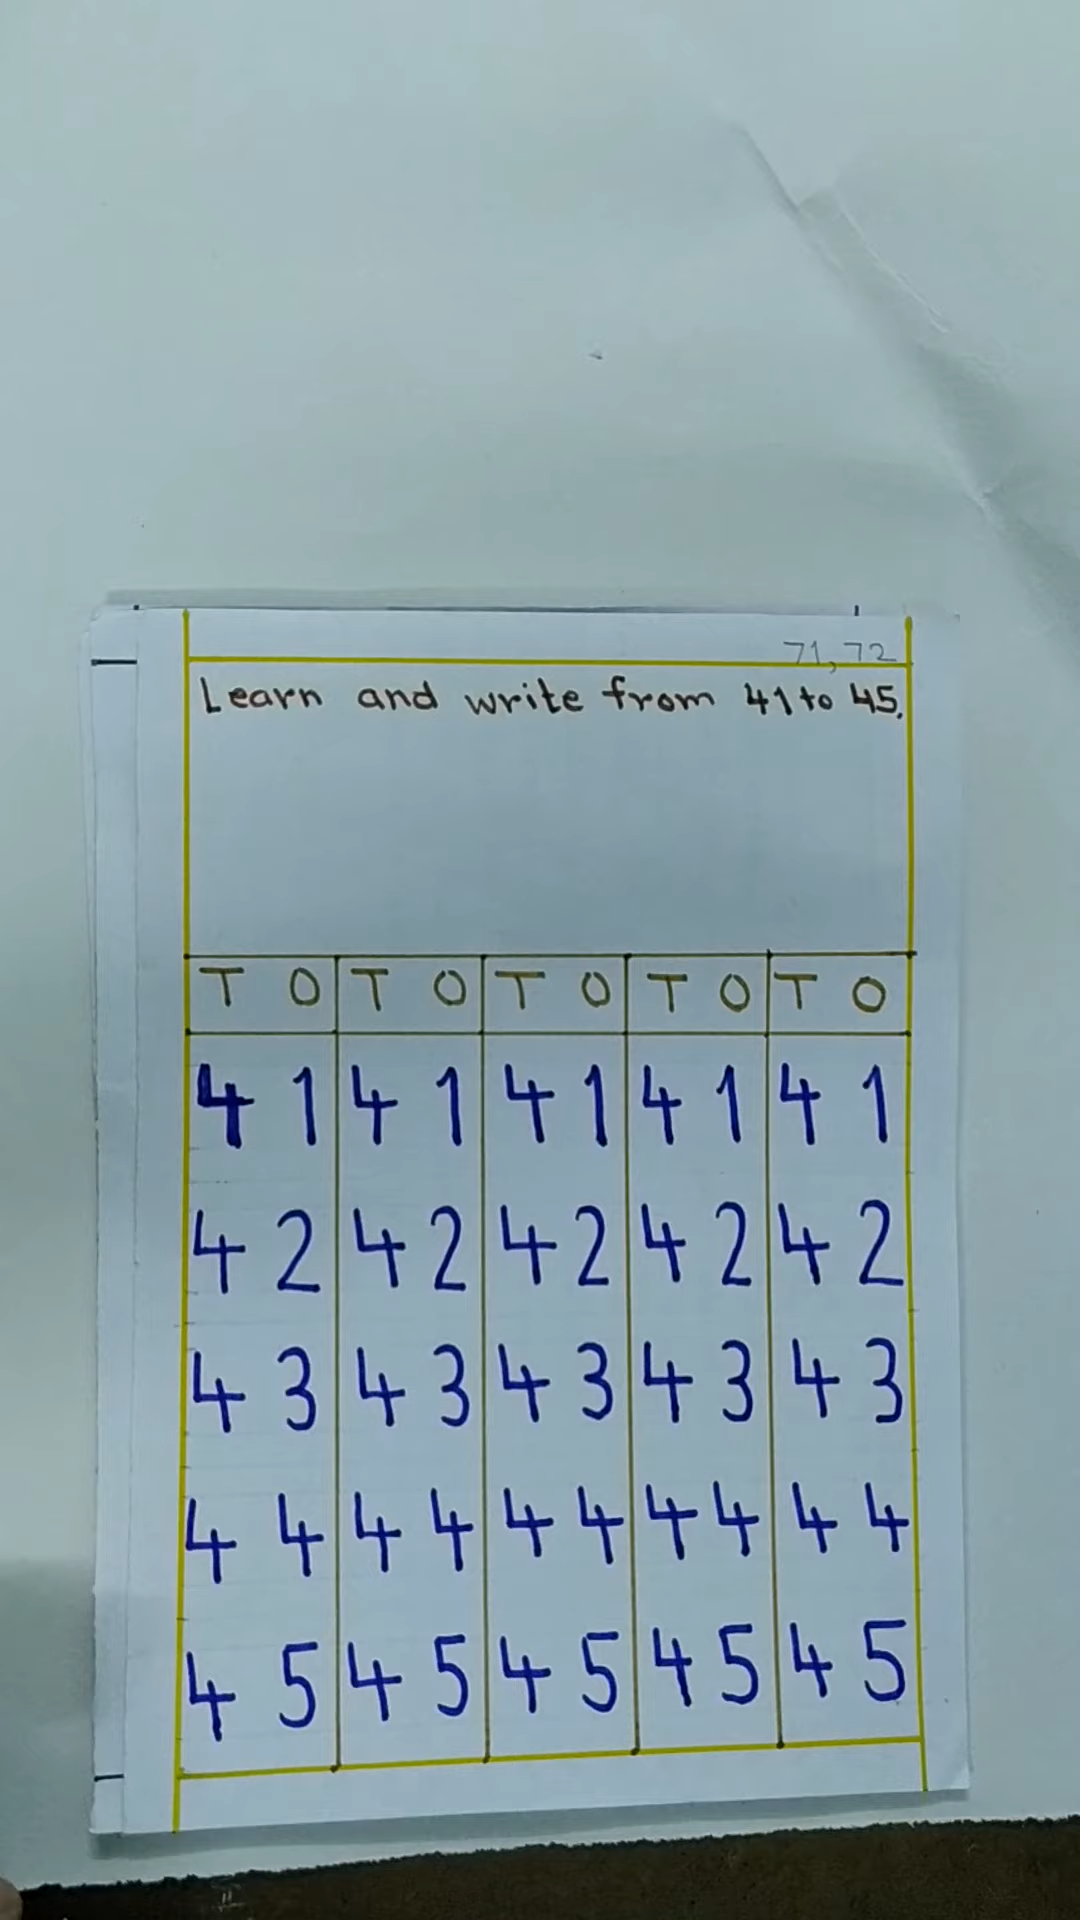 71, 72
Learn and write from 41 to 45.
T O T O T O T O T O
4 1 4 1 4 1 4 1 4 1
4 2 4 2 4 2 4 2 4 2
4 3 4 3 4 3 4 3 4 3
4 4 4 4 4 4 4 4 4 4
4 5 4 5 4 5 4 5 4 5